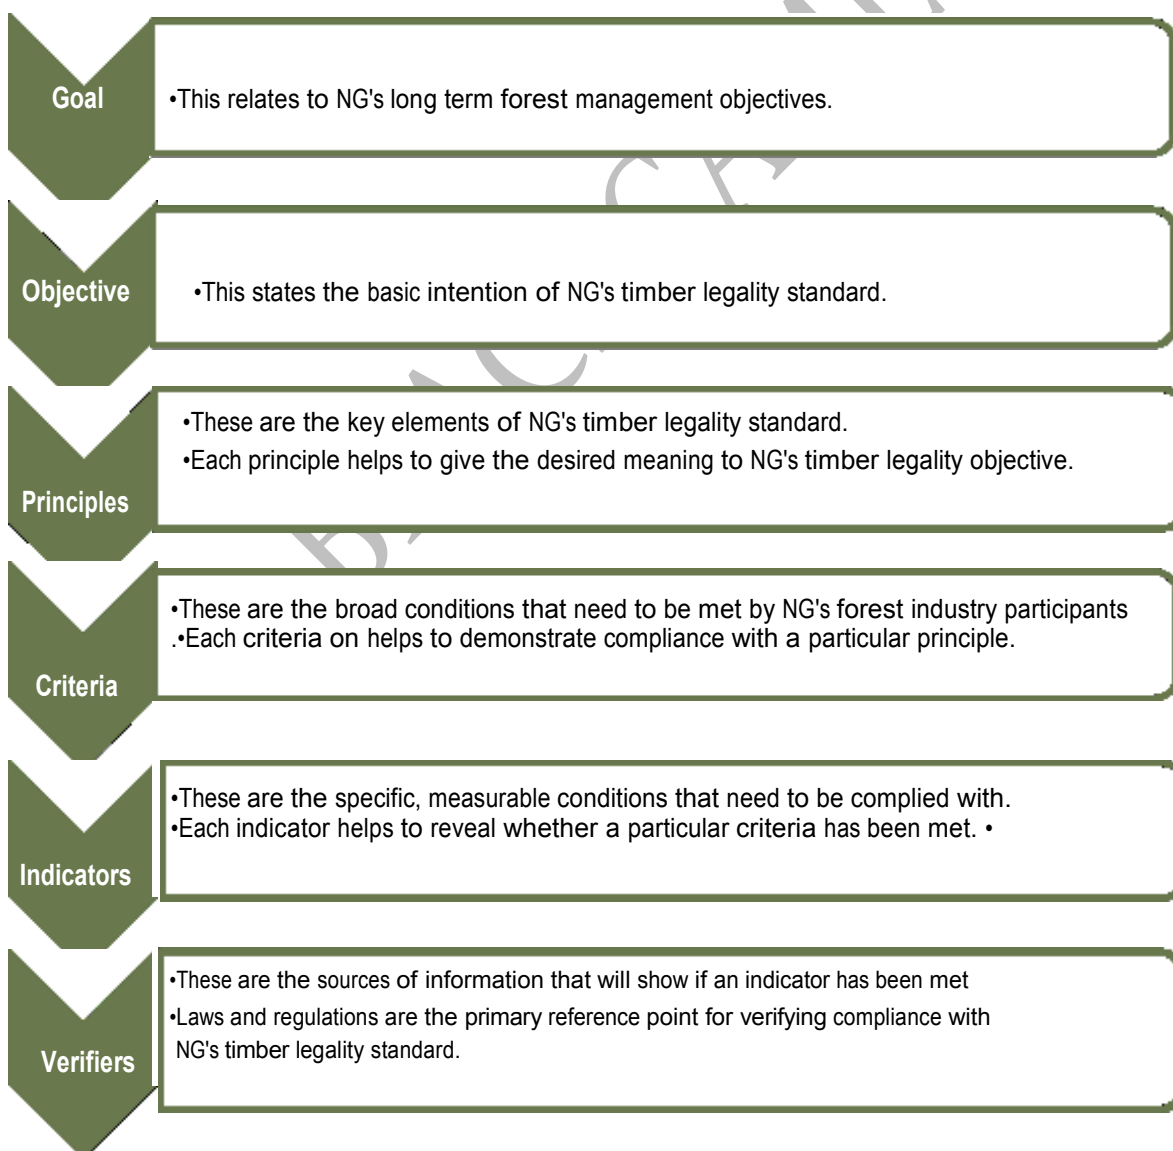 Goal
•This relates to NG's long term forest management objectives.
Objective
•This states the basic intention of NG's timber legality standard.
Principles
•These are the key elements of NG's timber legality standard.
•Each principle helps to give the desired meaning to NG's timber legality objective.
Criteria
•These are the broad conditions that need to be met by NG's forest industry participants
.•Each criteria on helps to demonstrate compliance with a particular principle.
Indicators
•These are the specific, measurable conditions that need to be complied with.
•Each indicator helps to reveal whether a particular criteria has been met. •
Verifiers
•These are the sources of information that will show if an indicator has been met
•Laws and regulations are the primary reference point for verifying compliance with
NG's timber legality standard.